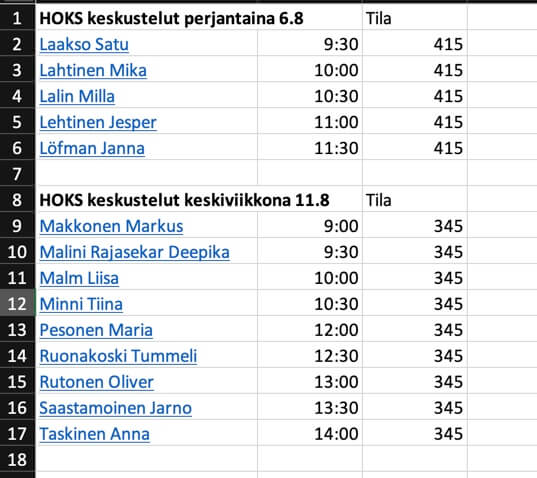 1 HOKS keskustelut perjantaina 6.8 Tila
2 Laakso Satu 9:30 415
3 Lahtinen Mika 10:00 415
4 Lalin Milla 10:30 415
5 Lehtinen Jesper 11:00 415
6 Löfman Janna 11:30 415
7
8 HOKS keskustelut keskiviikkona 11.8 Tila
9 Makkonen Markus 9:00 345
10 Malini Rajasekar Deepika 9:30 345
11 Malm Liisa 10:00 345
12 Minni Tiina 10:30 345
13 Pesonen Maria 12:00 345
14 Ruonakoski Tummeli 12:30 345
15 Rutonen Oliver 13:00 345
16 Saastamoinen Jarno 13:30 345
17 Taskinen Anna 14:00 345
18